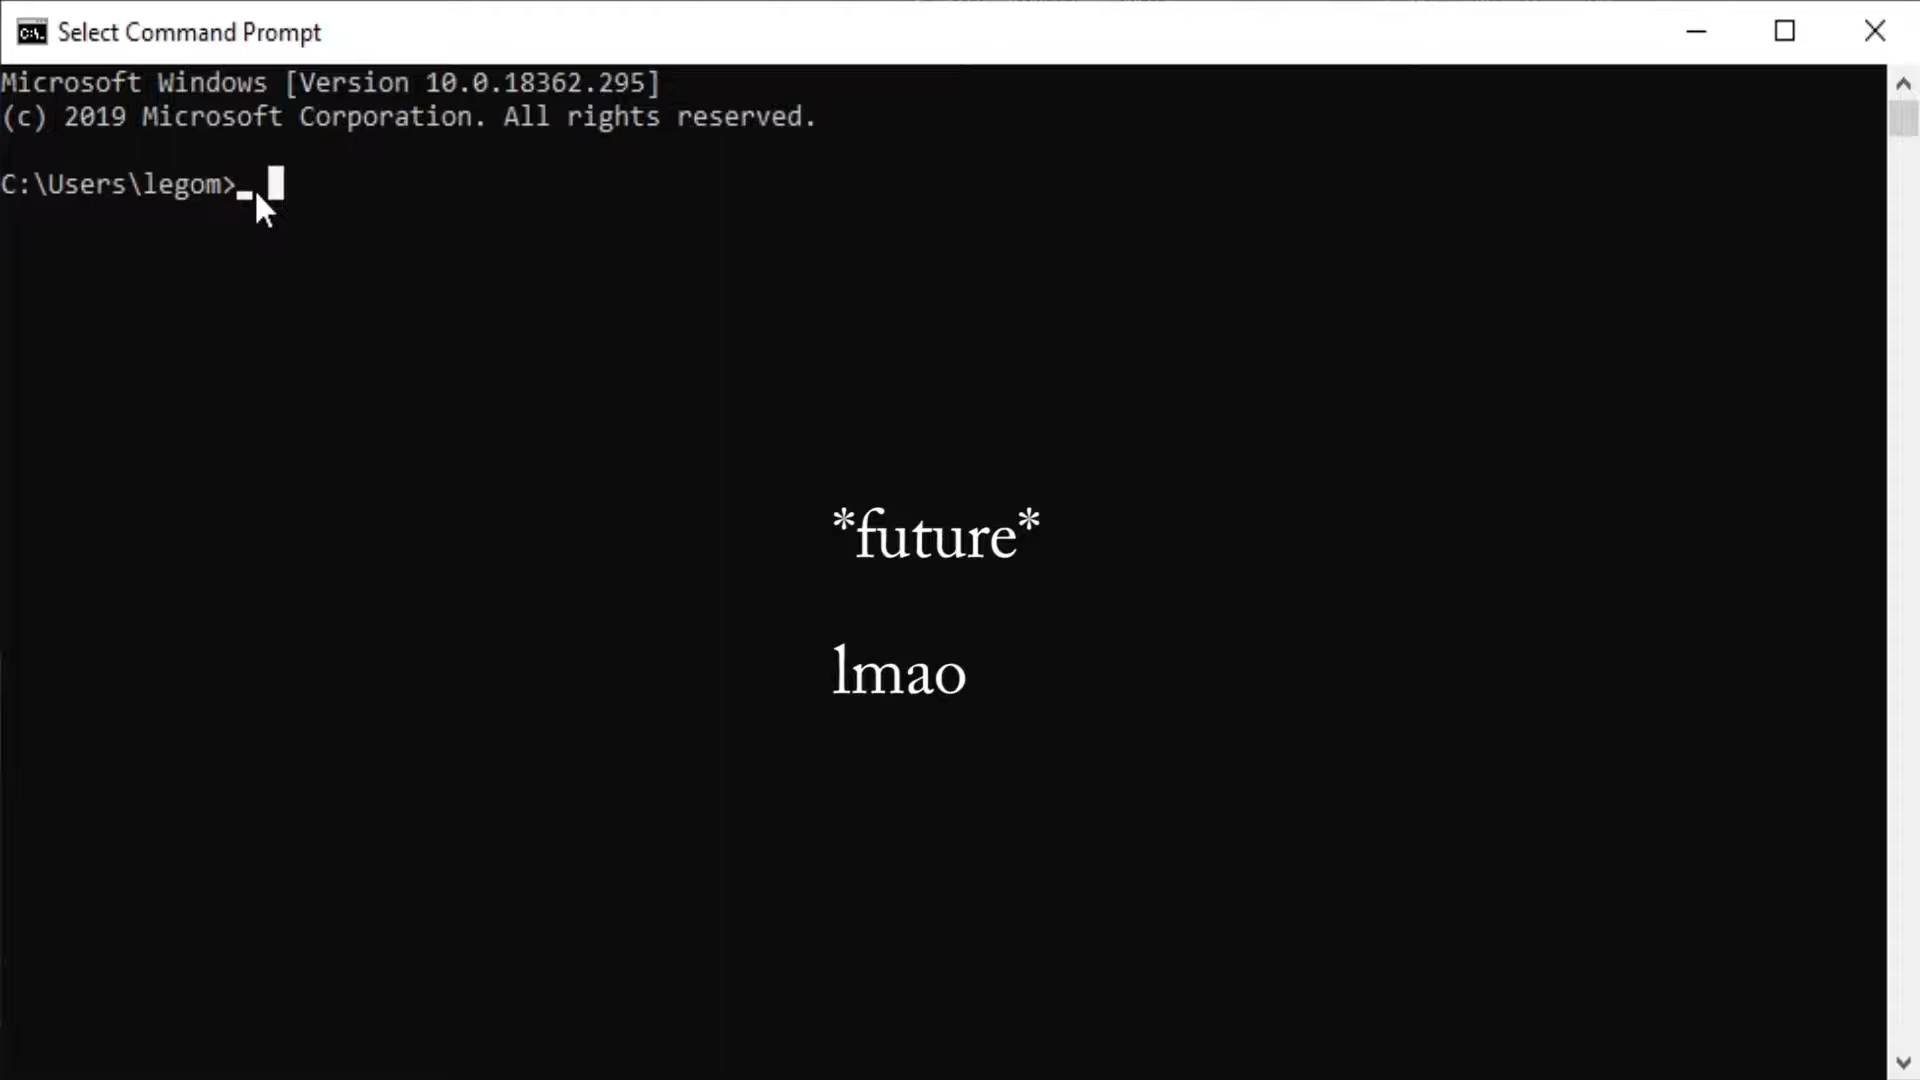 Select Command Prompt
Microsoft Windows [Version 10.0.18362.295]
(c) 2019 Microsoft Corporation. All rights reserved.
C:\Users\legom>_
*future*
lmao